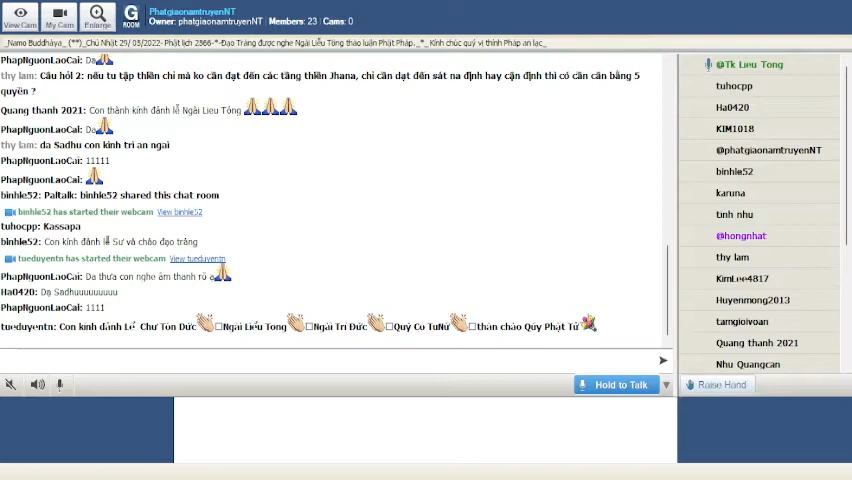 View Cam My Cam Enlarge G ROOM PhatgiaonamtruyenNT
Owner: phatgiaonamtruyenNT | Members: 23 | Cams: 0
_Namo Buddhàya_ (**)_Chủ Nhật 29/ 05/2022- Phật lịch 2566-*-Đạo Tràng được nghe Ngài Liễu Tông thảo luận Phật Pháp._*_ Kính chúc quý vị thính Pháp an lạc_
PhapNguonLaoCai: Dạ
thy lam: Câu hỏi 2: nếu tu tập thiền chỉ mà ko cần đạt đến các tầng thiền Jhana, chỉ cần đạt đến sát na định hay cận định thì có cần cân bằng 5
quyền ?
Quang thanh 2021: Con thành kính đảnh lễ Ngài Lieu Tông
PhapNguonLaoCai: Dạ
thy lam: dạ Sadhu con kính tri ân ngài
PhapNguonLaoCai: 11111
PhapNguonLaoCai:
binhle52: Paltalk: binhle52 shared this chat room
binhle52 has started their webcam View binhle52
tuhocpp: Kassapa
binhle52: Con kính đảnh lễ Sư và chào đạo tràng
tueduyentn has started their webcam View tueduyentn
PhapNguonLaoCai: Dạ thưa con nghe âm thanh rõ ạ
Ha0420: Dạ Sadhuuuuuuuuu
PhapNguonLaoCai: 1111
tueduyentn: Con kính đảnh Lễ Chư Tôn Đức Ngài Liễu Tong Ngài Trí Đức Quý Cô TuNữ thân chào Qúy Phật Tử
Hold to Talk
@Tk Lieu Tong
tuhocpp
Ha0420
KIM1018
@phatgiaonamtruyenNT
binhle52
karuna
tinh nhu
@hongnhat
thy lam
KimLee4817
Huyenmong2013
tamgioivoan
Quang thanh 2021
Nhu Quangcan
Raise Hand